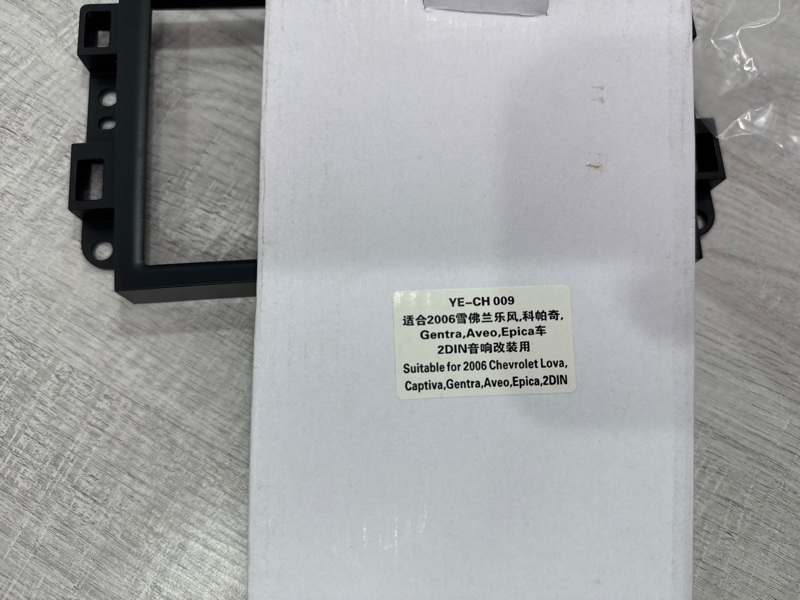 YE-CH 009
适合2006雪佛兰乐风,科帕奇,
Gentra,Aveo,Epica车
2DIN音响改装用
Suitable for 2006 Chevrolet Lova,
Captiva,Gentra,Aveo,Epica,2DIN